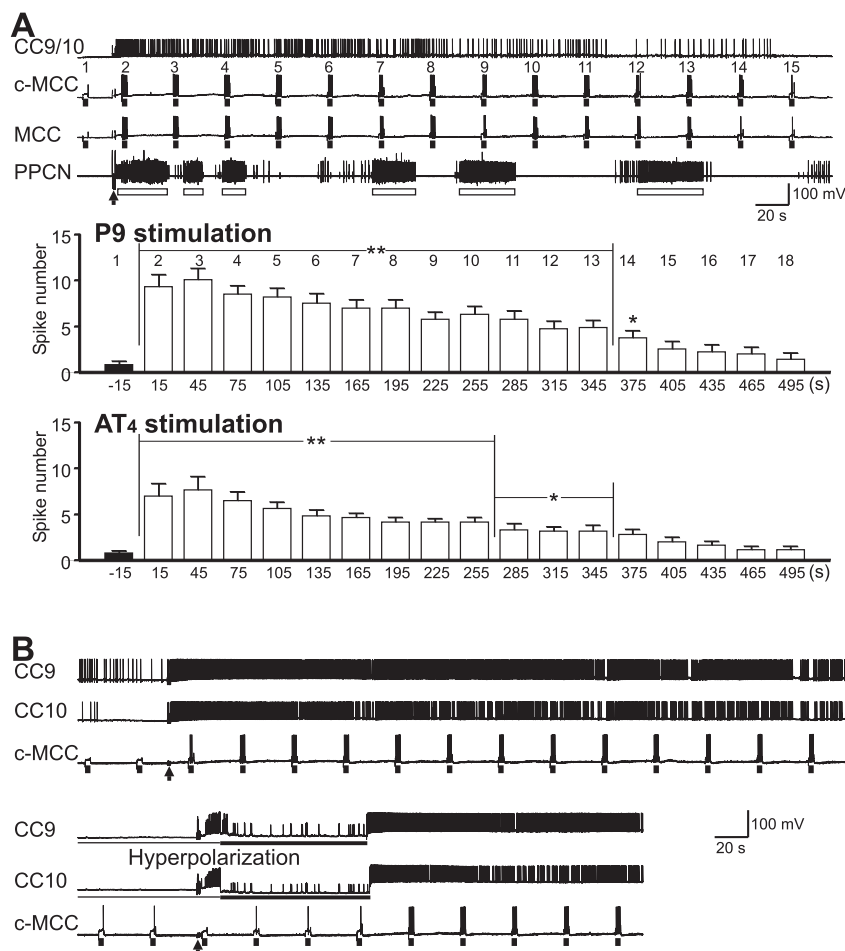 A
CC9/10
1 2 3 4 5 6 7 8 9 10 11 12 13 14 15
c-MCC
MCC
PPCN
100 mV
20 s
P9 stimulation
Spike number
15
10
5
0
**
1 2 3 4 5 6 7 8 9 10 11 12 13 14 15 16 17 18
*
-15 15 45 75 105 135 165 195 225 255 285 315 345 375 405 435 465 495 (s)
AT4 stimulation
Spike number
15
10
5
0
**
*
-15 15 45 75 105 135 165 195 225 255 285 315 345 375 405 435 465 495 (s)
B
CC9
CC10
c-MCC
CC9
100 mV
20 s
Hyperpolarization
CC10
c-MCC